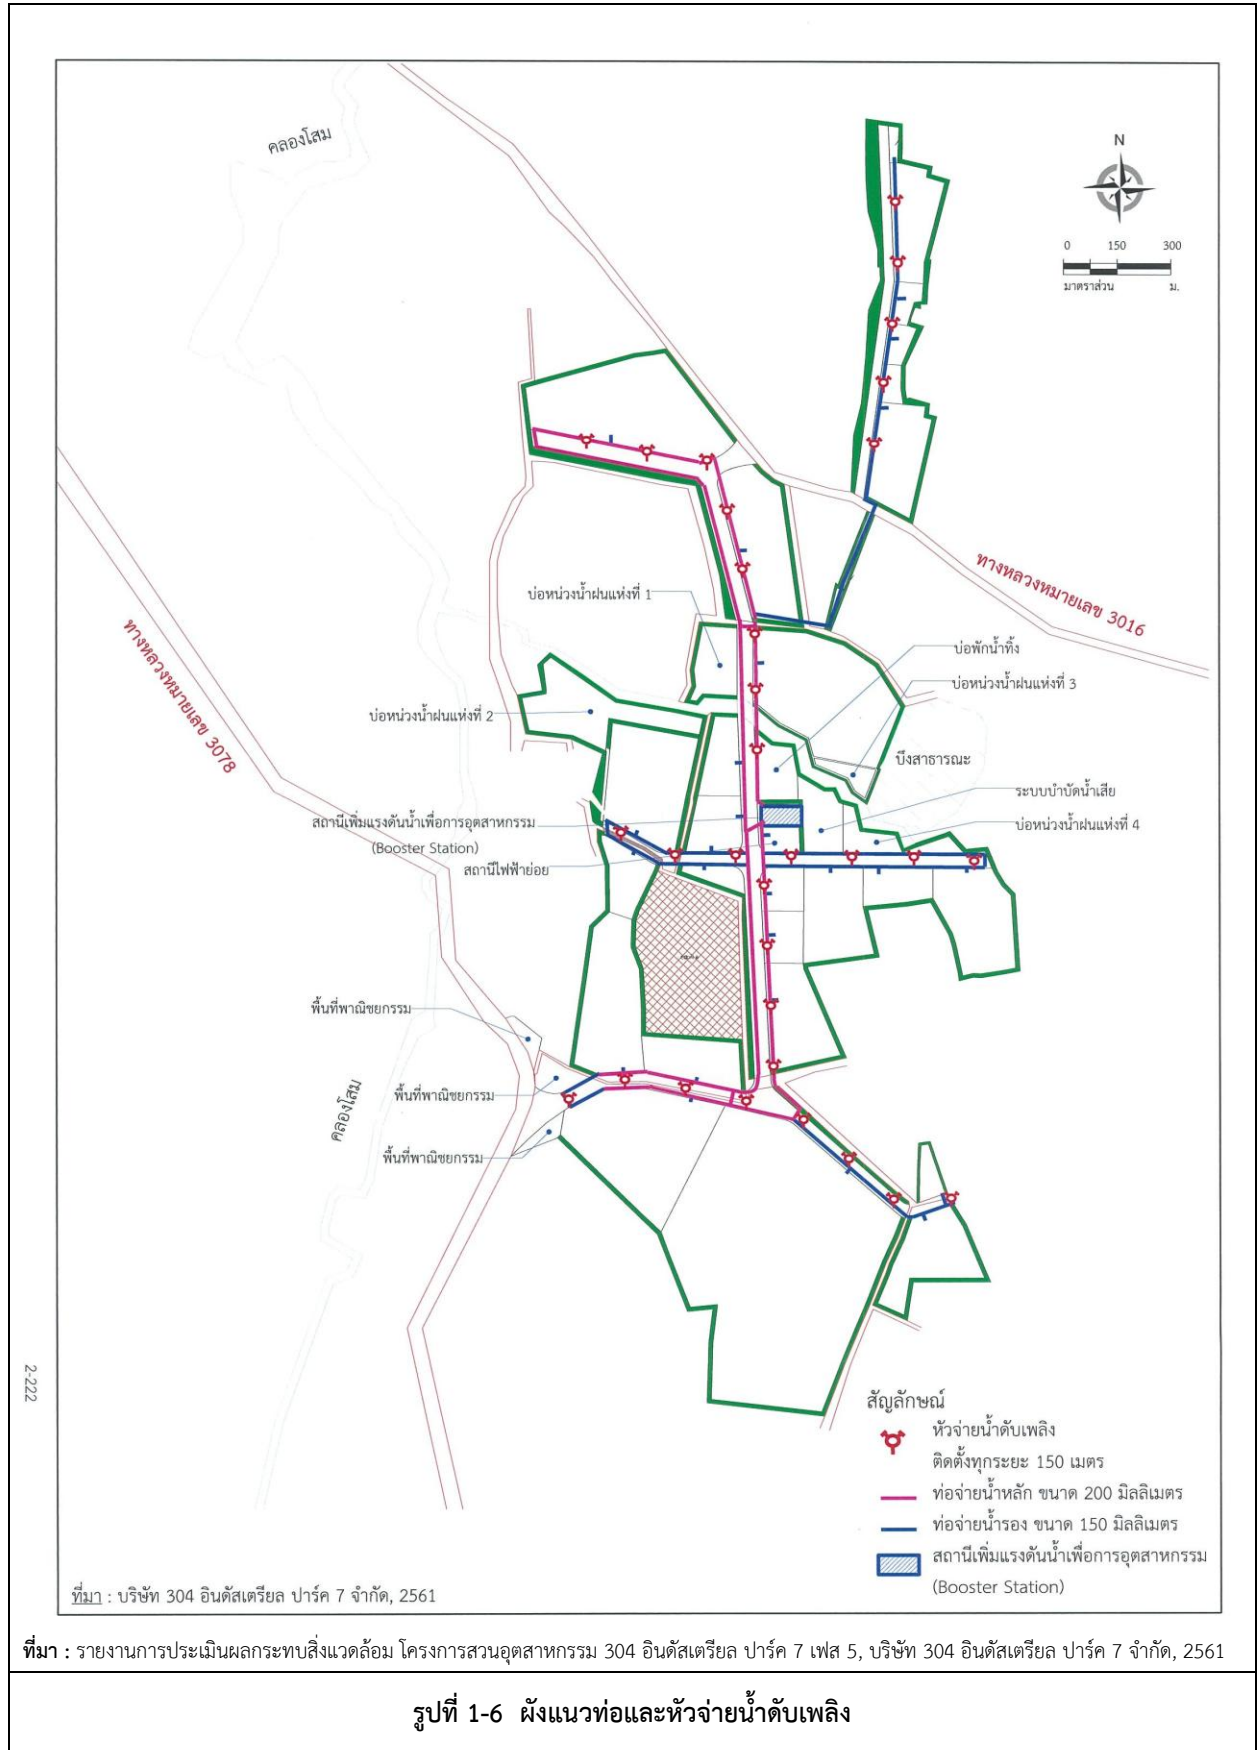 คลองโสม
N
0 150 300
มาตราส่วน ม.
ทางหลวงหมายเลข 3016
บ่อหน่วงน้ำฝนแห่งที่ 1
บ่อพักน้ำทิ้ง
บ่อหน่วงน้ำฝนแห่งที่ 3
ทางหลวงหมายเลข 3078
บ่อหน่วงน้ำฝนแห่งที่ 2
บึงสาธารณะ
ระบบบำบัดน้ำเสีย
สถานีเพิ่มแรงดันน้ำเพื่อการอุตสาหกรรม
(Booster Station)
บ่อหน่วงน้ำฝนแห่งที่ 4
สถานีไฟฟ้าย่อย
พื้นที่พาณิชยกรรม
พื้นที่พาณิชยกรรม
คลองโสม
พื้นที่พาณิชยกรรม
2-222
สัญลักษณ์
หัวจ่ายน้ำดับเพลิง
ติดตั้งทุกระยะ 150 เมตร
ท่อจ่ายน้ำหลัก ขนาด 200 มิลลิเมตร
ท่อจ่ายน้ำรอง ขนาด 150 มิลลิเมตร
สถานีเพิ่มแรงดันน้ำเพื่อการอุตสาหกรรม
(Booster Station)
ที่มา : บริษัท 304 อินดัสเตรียล ปาร์ค 7 จำกัด, 2561
ที่มา : รายงานการประเมินผลกระทบสิ่งแวดล้อม โครงการสวนอุตสาหกรรม 304 อินดัสเตรียล ปาร์ค 7 เฟส 5, บริษัท 304 อินดัสเตรียล ปาร์ค 7 จำกัด, 2561
รูปที่ 1-6 ผังแนวท่อและหัวจ่ายน้ำดับเพลิง